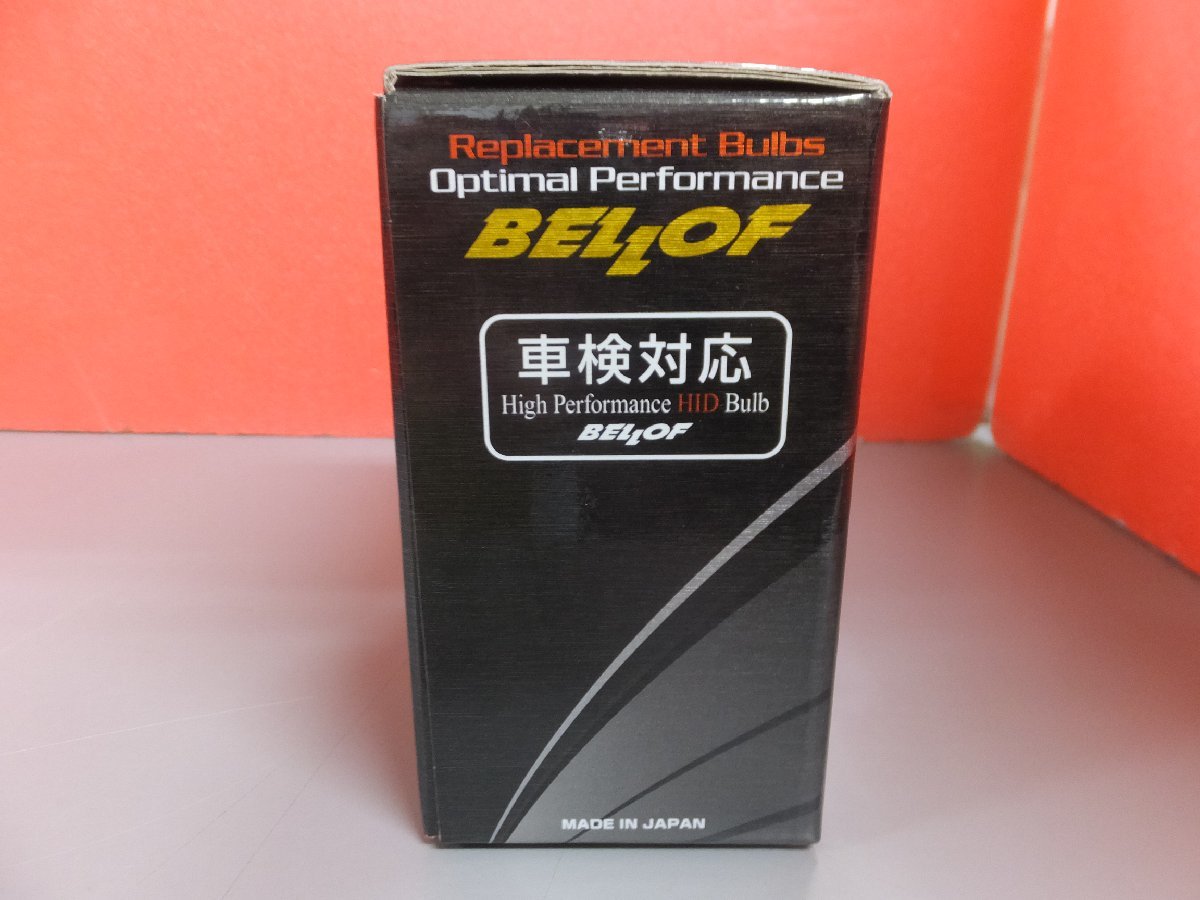 Replacement Bulbs
Optimal Performance
BELLOF
車検対応
High Performance HID Bulb
BELLOF
MADE IN JAPAN